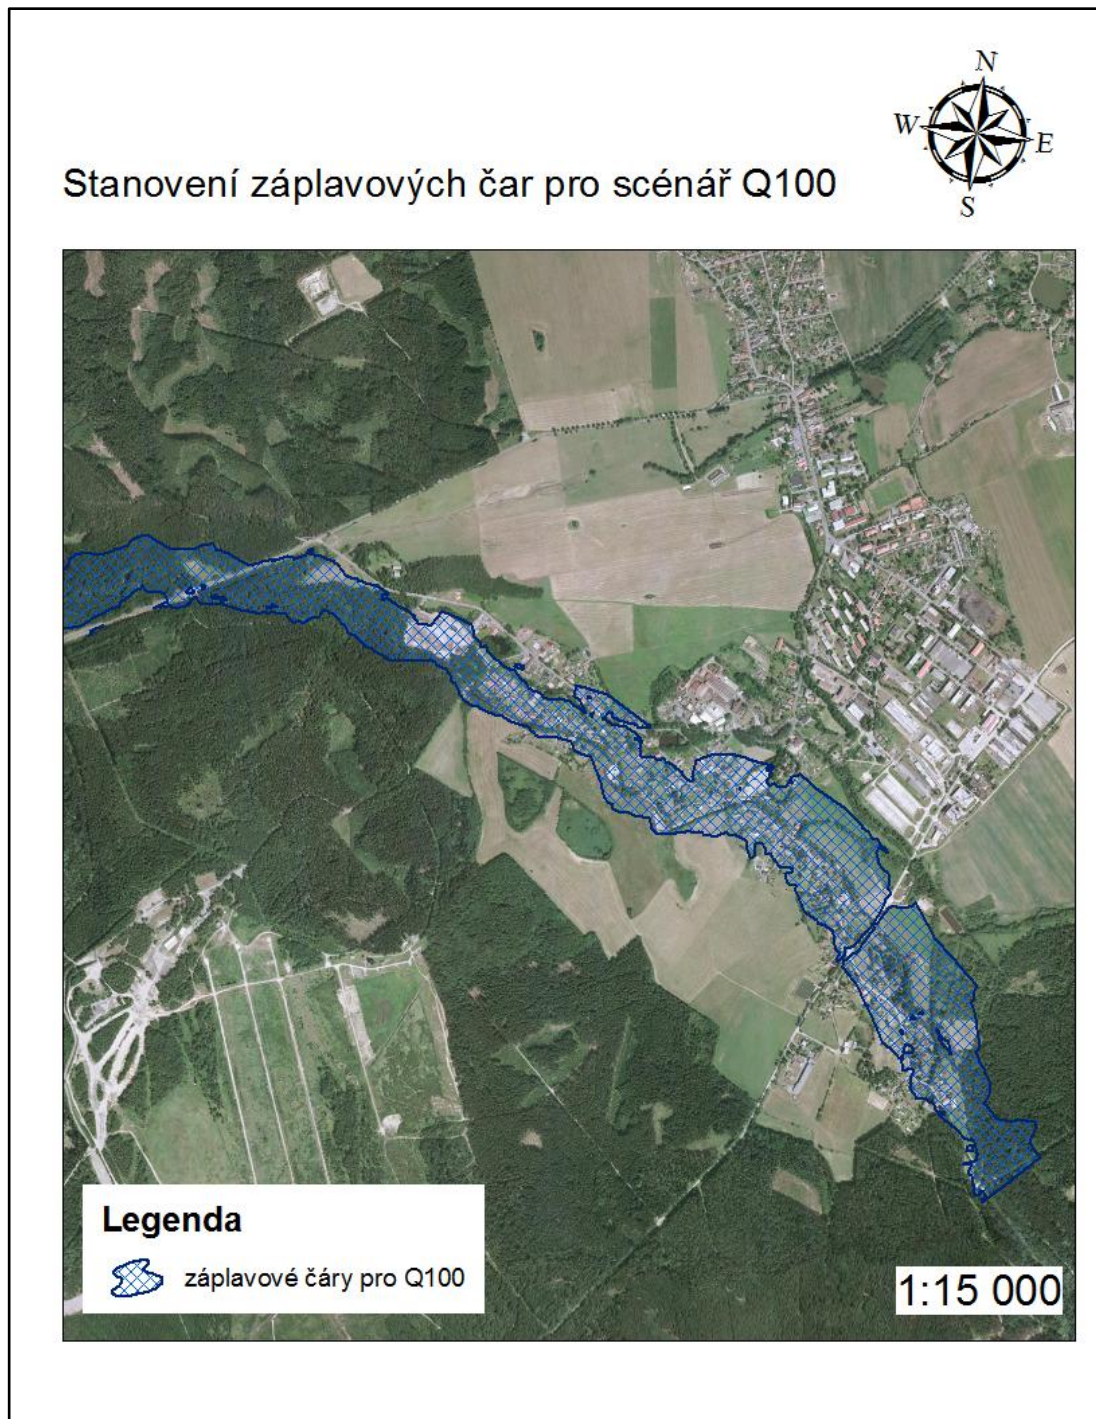 N
W
E
S
Stanovení záplavových čar pro scénář Q100
Legenda
záplavové čáry pro Q100
1:15 000